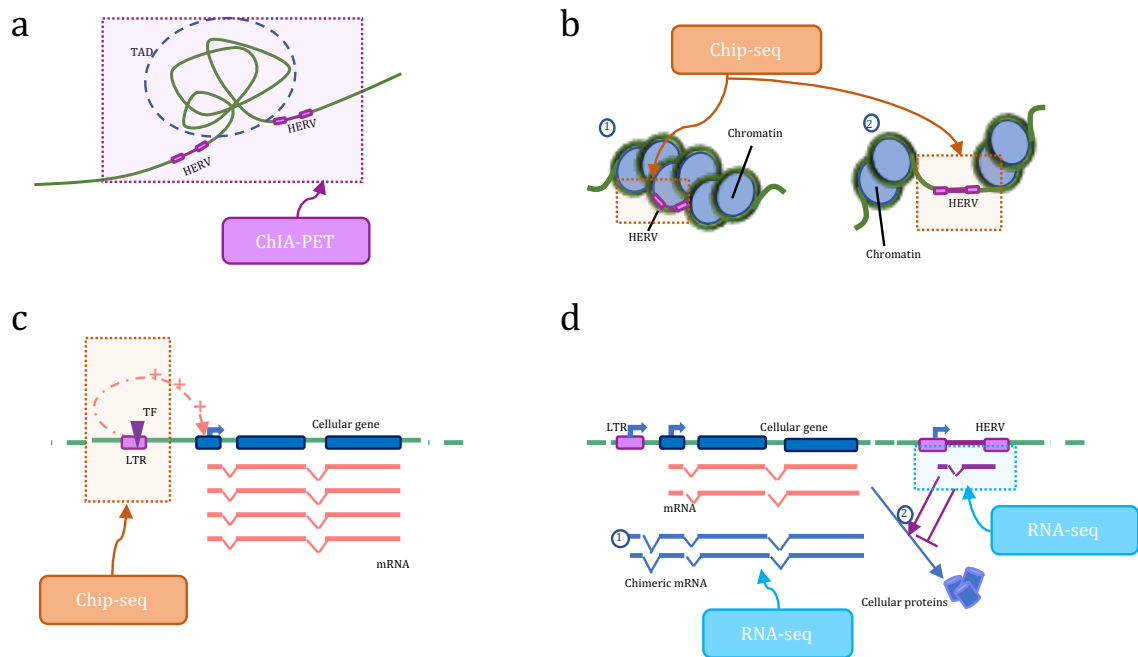 a
TAD
HERV
HERV
ChIA-PET
b
Chip-seq
1
Chromatin
HERV
2
HERV
Chromatin
c
TF
LTR
Cellular gene
mRNA
Chip-seq
d
LTR
Cellular gene
HERV
mRNA
1
Chimeric mRNA
RNA-seq
2
RNA-seq
Cellular proteins